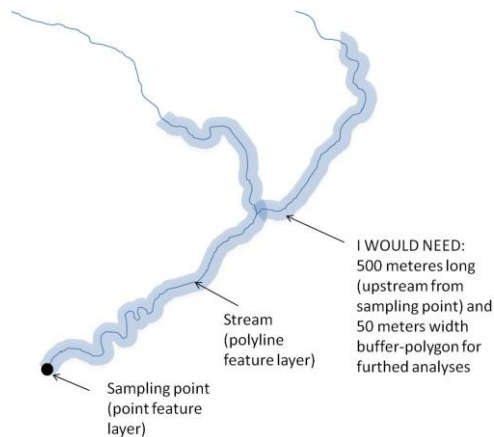 I WOULD NEED:
500 meteres long
(upstream from
sampling point) and
50 meters width
buffer-polygon for
furthed analyses
Stream
(polyline
feature layer)
Sampling point
(point feature
layer)